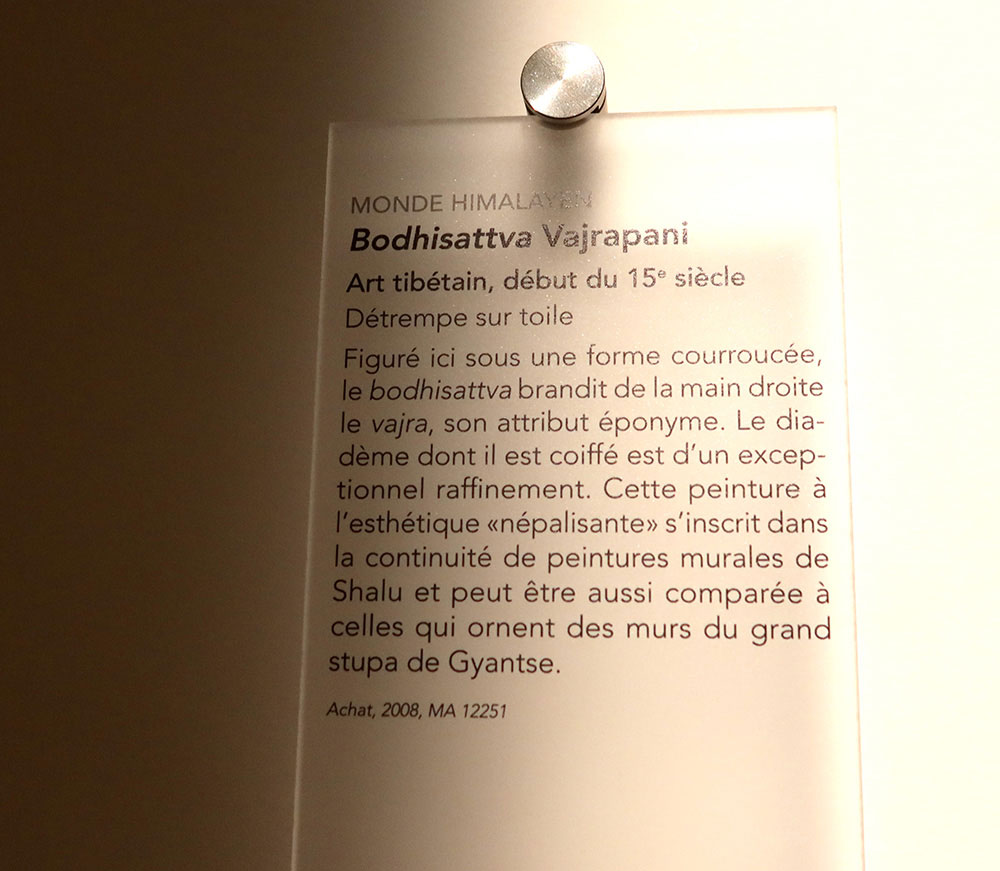 MONDE HIMALAYEN
Bodhisattva Vajrapani
Art tibétain, début du 15e siècle
Détrempe sur toile
Figuré ici sous une forme courroucée,
le bodhisattva brandit de la main droite
le vajra, son attribut éponyme. Le dia-
dème dont il est coiffé est d’un excep-
tionnel raffinement. Cette peinture à
l’esthétique «népalisante» s’inscrit dans
la continuité de peintures murales de
Shalu et peut être aussi comparée à
celles qui ornent des murs du grand
stupa de Gyantse.
Achat, 2008, MA 12251